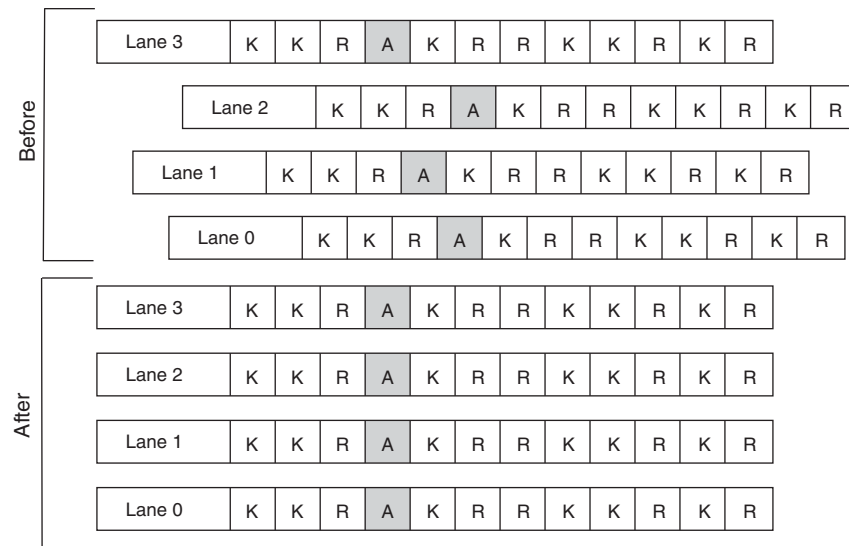 Before
Lane 3 K K R A K R R K K R K R
Lane 2 K K R A K R R K K R K R
Lane 1 K K R A K R R K K R K R
Lane 0 K K R A K R R K K R K R
After
Lane 3 K K R A K R R K K R K R
Lane 2 K K R A K R R K K R K R
Lane 1 K K R A K R R K K R K R
Lane 0 K K R A K R R K K R K R